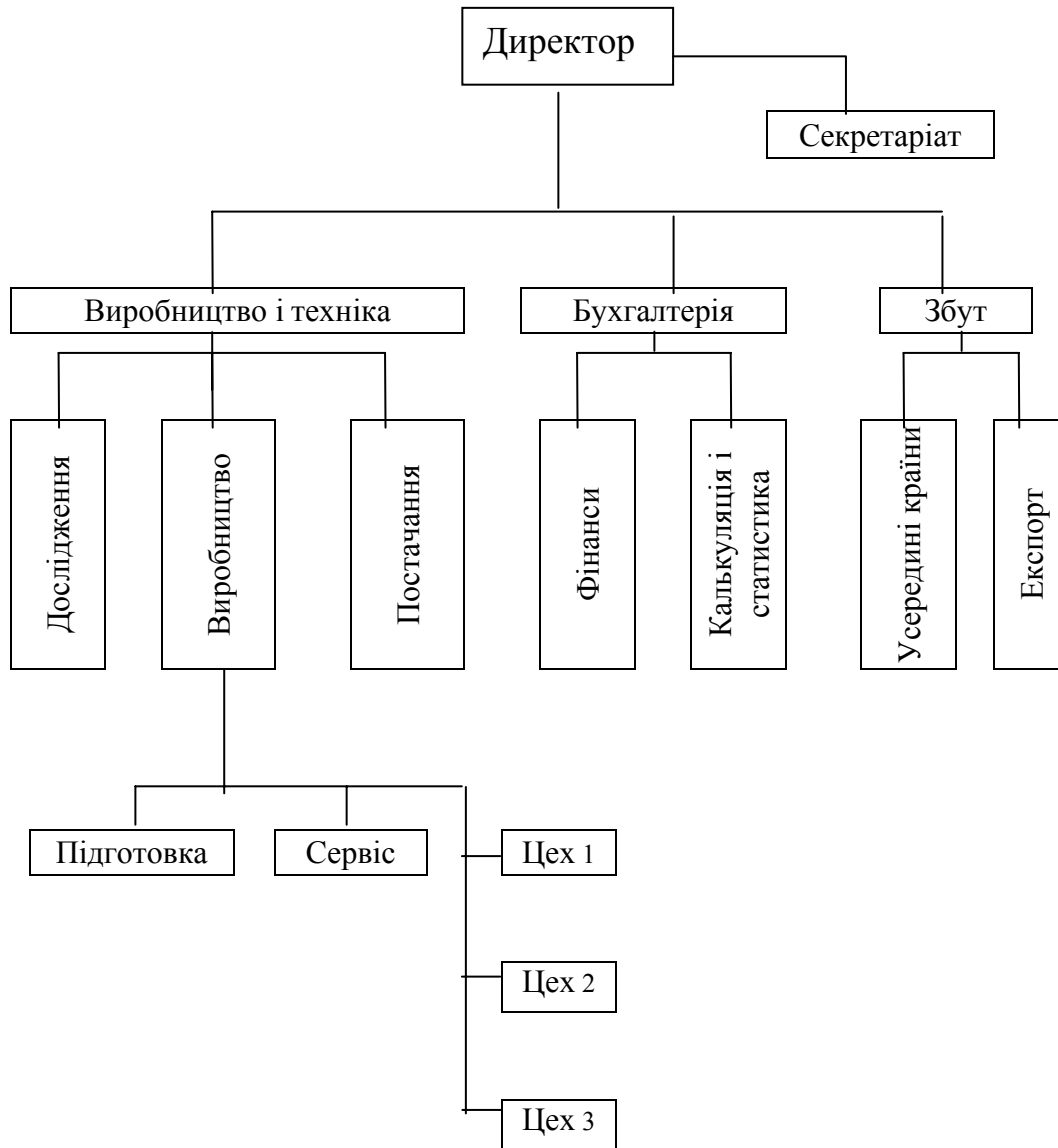 Директор
Секретаріат
Виробництво і техніка
Бухгалтерія
Збут
Дослідження
Виробництво
Постачання
Фінанси
Калькуляція і
статистика
Усередині країни
Експорт
Підготовка
Сервіс
Цех 1
Цех 2
Цех 3